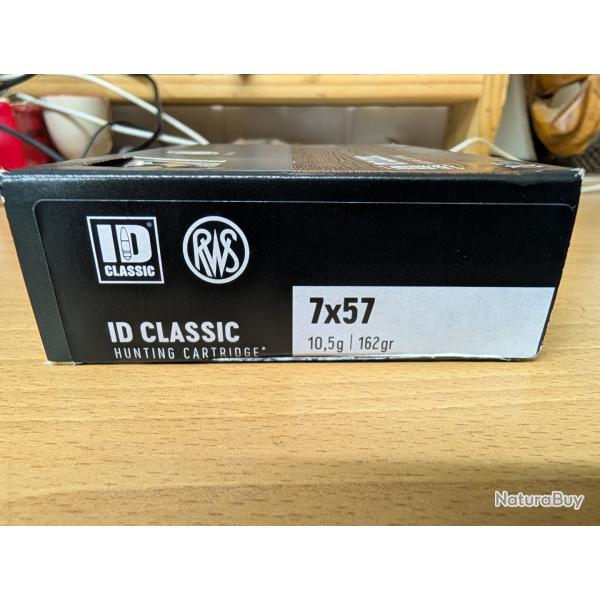 ID®
CLASSIC
RWS
ID CLASSIC
HUNTING CARTRIDGE®
7x57
10,5g | 162gr
NaturaBuy